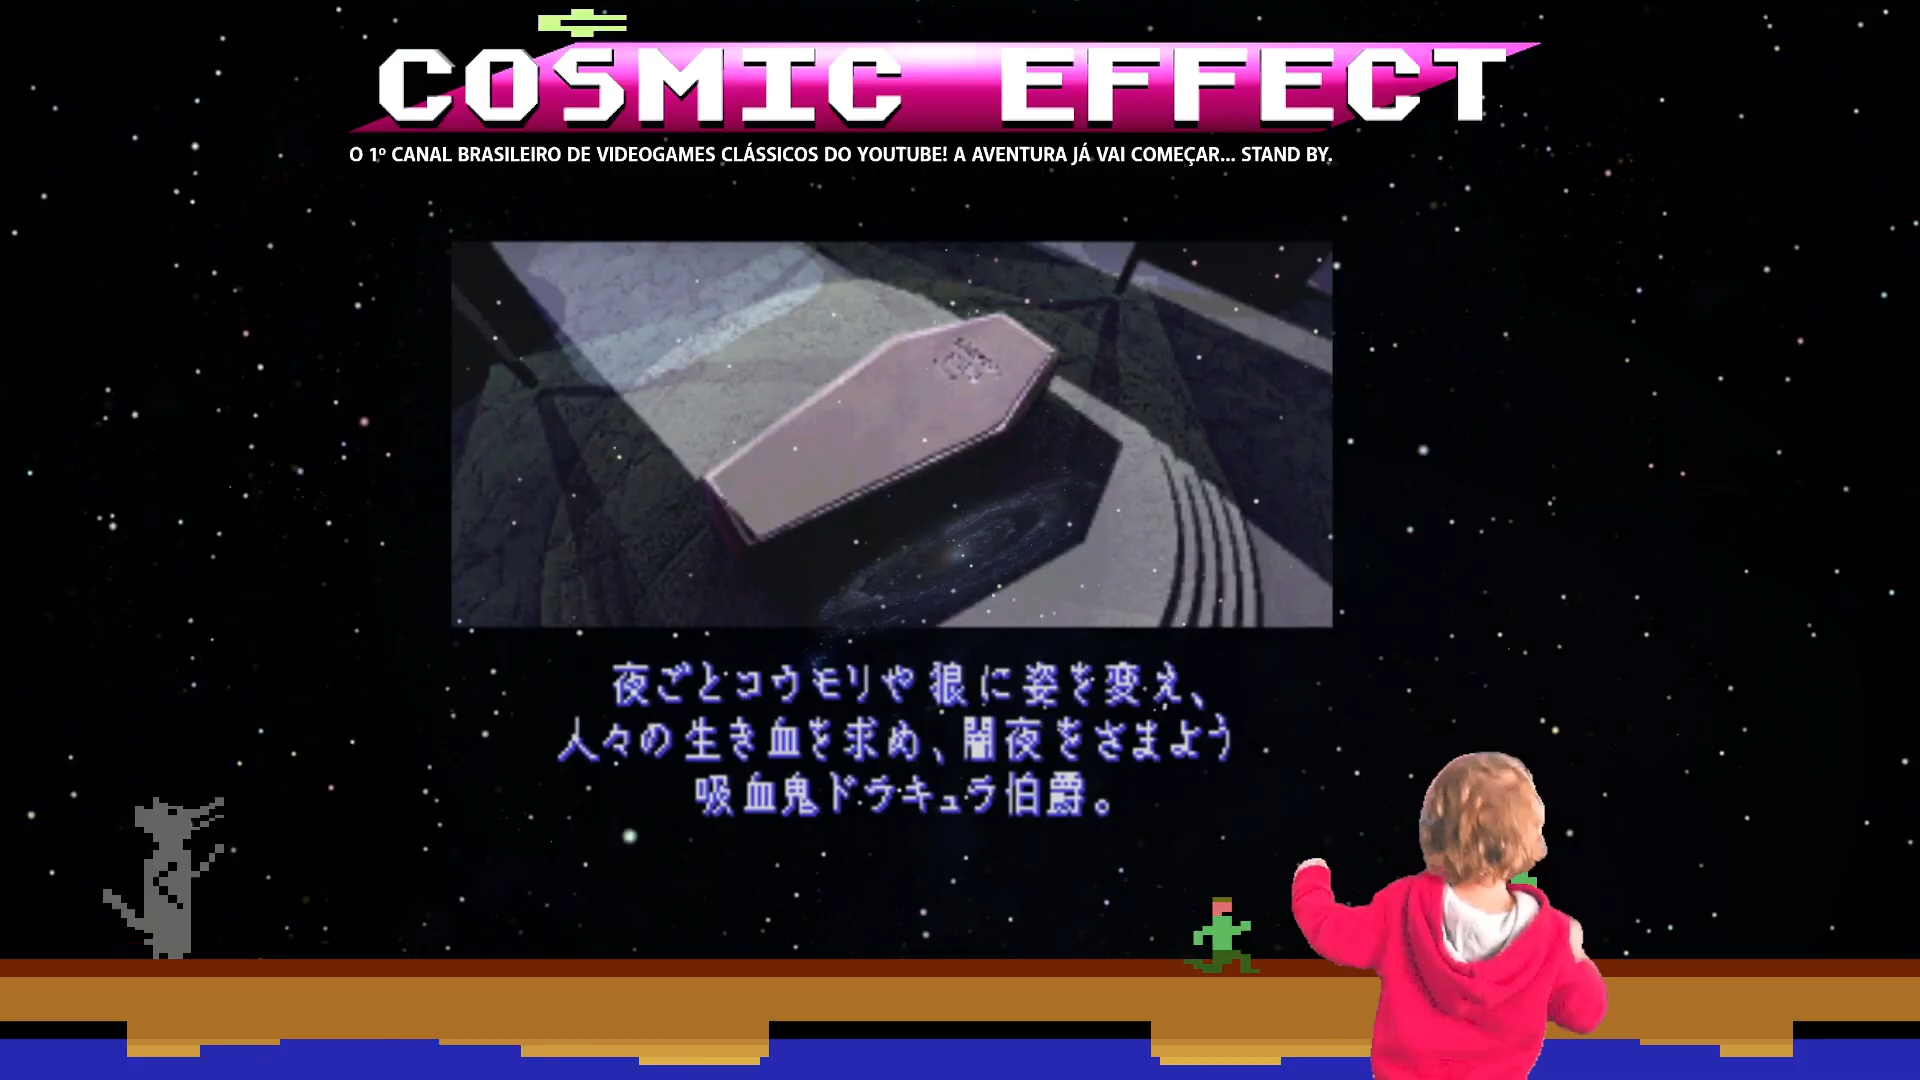 COSMIC EFFECT
O 1º CANAL BRASILEIRO DE VIDEOGAMES CLÁSSICOS DO YOUTUBE! A AVENTURA JÁ VAI COMEÇAR... STAND BY.
夜ごとコウモリや狼に姿を変え、
人々の生き血を求め、闇夜をさまよう
吸血鬼ドラキュラ伯爵。